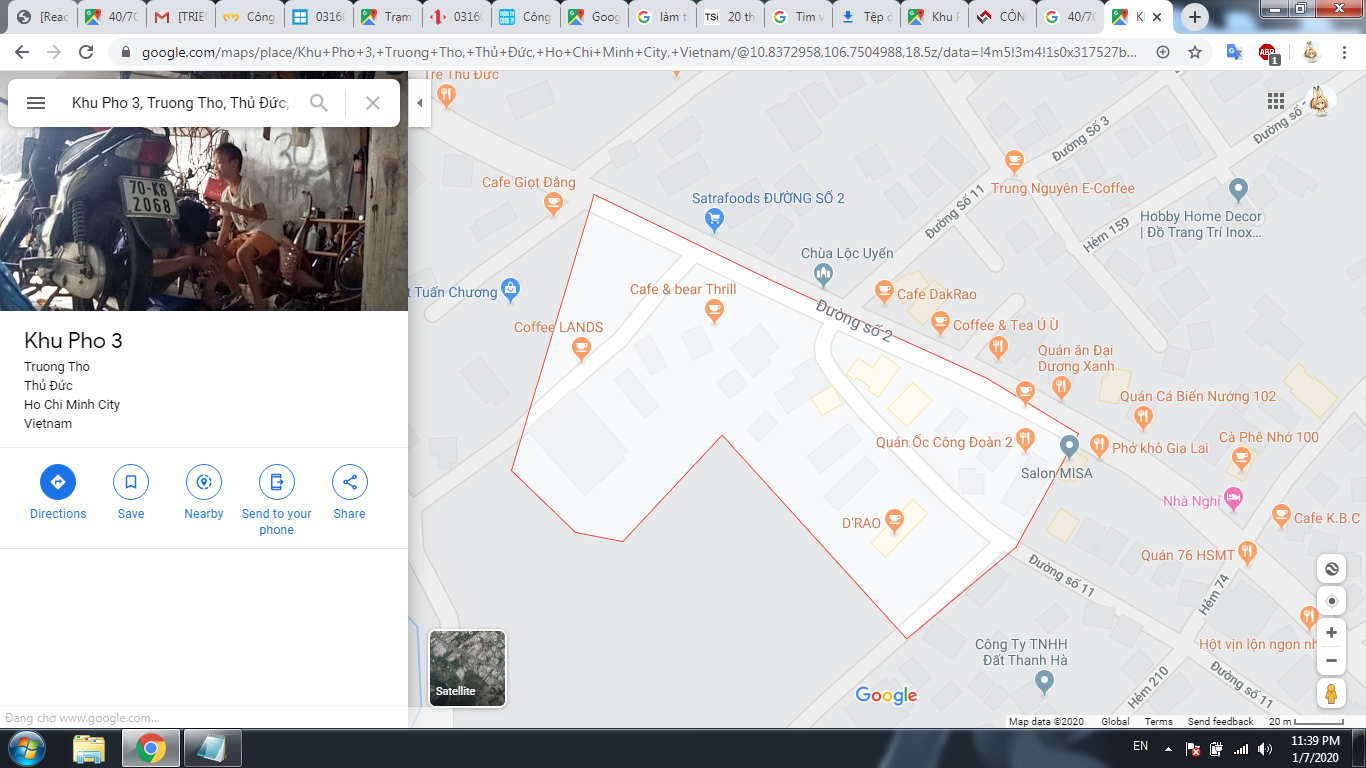 [Reac
40/7C
[TRIE
Công
0316(
Trạm
0316(
Công
Goog
làm t
20 th
Tìm v
Tệp c
Khu P
CÔNG
40/7C
Kl
google.com/maps/place/Khu+Pho+3,+Truong+Tho,+Thủ+Đức,+Ho+Chi+Minh+City,+Vietnam/@10.8372958,106.7504988,18.5z/data=!4m5!3m4!1s0x317527b...
Khu Pho 3, Truong Tho, Thủ Đức,
70-K8
2068
Khu Pho 3
Truong Tho
Thủ Đức
Ho Chi Minh City
Vietnam
Directions
Save
Nearby
Send to your
phone
Share
Đang chờ www.google.com...
Tre Thủ Đức
Cafe Giọt Đắng
Satrafoods ĐƯỜNG SỐ 2
Trung Nguyên E-Coffee
Đường Số 3
Đường số
Đường Số 11
Hẻm 159
Hobby Home Decor
| Đồ Trang Trí Inox...
Chùa Lộc Uyển
t Tuấn Chương
Cafe & bear Thrill
Cafe DakRao
Đường số 2
Coffee LANDS
Coffee & Tea Ú Ù
Quán ăn Đại
Dương Xanh
Quán Cá Biển Nướng 102
Quán Ốc Công Đoàn 2
Phở khô Gia Lai
Cà Phê Nhớ 100
Salon MISA
Nhà Nghỉ
D'RAO
Cafe K.B.C
Quán 76 HSMT
Đường số 11
Hẻm 74
Công Ty TNHH
Đất Thanh Hà
Hột vịn lộn ngon nh
Hẻm 210
Đường số 11
Satellite
Google
Map data ©2020 Global Terms Send feedback 20 m
EN
11:39 PM
1/7/2020